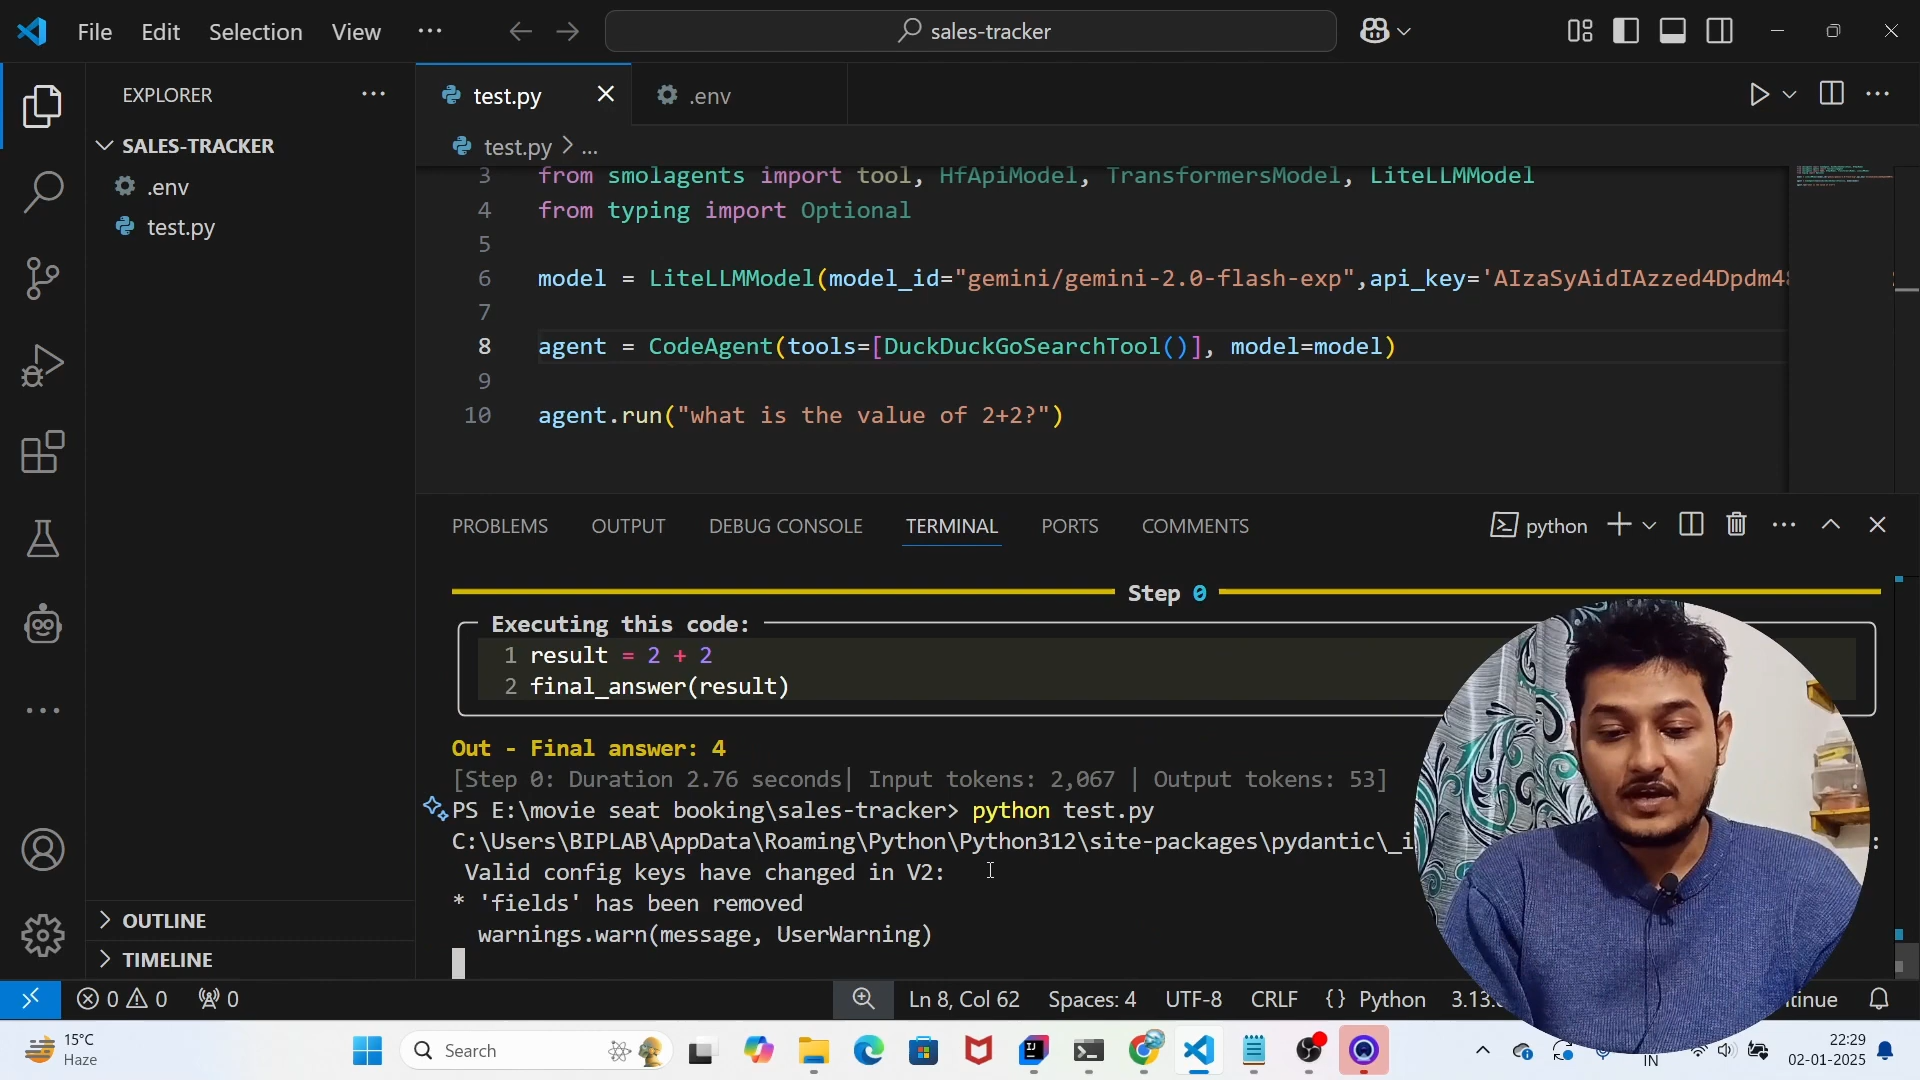 File Edit Selection View ... sales-tracker
EXPLORER ...
SALES-TRACKER
.env
test.py
OUTLINE
TIMELINE
test.py .env
test.py > ...
3 from smolagents import tool, HfApiModel, TransformersModel, LiteLLMModel
4 from typing import Optional
5
6 model = LiteLLMModel(model_id="gemini/gemini-2.0-flash-exp",api_key='AIzaSyAidIAzzed4Dpdm4
7
8 agent = CodeAgent(tools=[DuckDuckGoSearchTool()], model=model)
9
10 agent.run("what is the value of 2+2?")
PROBLEMS OUTPUT DEBUG CONSOLE TERMINAL PORTS COMMENTS python
Step 0
Executing this code:
1 result = 2 + 2
2 final_answer(result)
Out - Final answer: 4
[Step 0: Duration 2.76 seconds| Input tokens: 2,067 | Output tokens: 53]
PS E:\movie seat booking\sales-tracker> python test.py
C:\Users\BIPLAB\AppData\Roaming\Python\Python312\site-packages\pydantic\_i :
Valid config keys have changed in V2:
* 'fields' has been removed
warnings.warn(message, UserWarning)
0 0 0 Ln 8, Col 62 Spaces: 4 UTF-8 CRLF {} Python 3.13.
15°C
Haze
Search
IN
22:29
02-01-2025